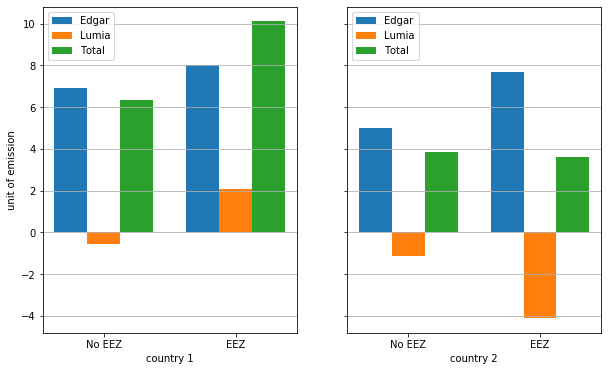 Edgar
Lumia
Total
10
8
6
4
2
0
−2
−4
unit of emission
No EEZ
EEZ
country 1
Edgar
Lumia
Total
No EEZ
EEZ
country 2